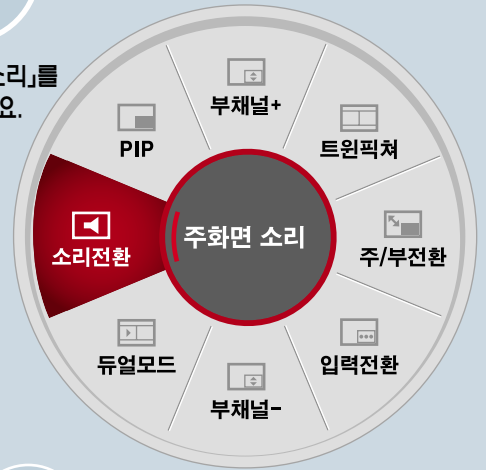 소리」를
요.
부채널+
PIP
트윈픽쳐
소리전환
주화면 소리
주/부전환
듀얼모드
입력전환
부채널-